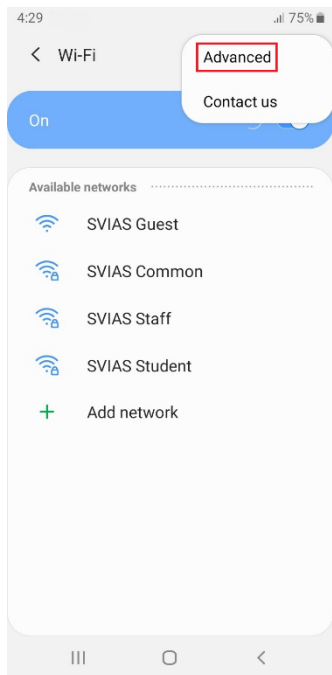 4:29
75%
Wi-Fi
Advanced
Contact us
On
Available networks
SVIAS Guest
SVIAS Common
SVIAS Staff
SVIAS Student
Add network